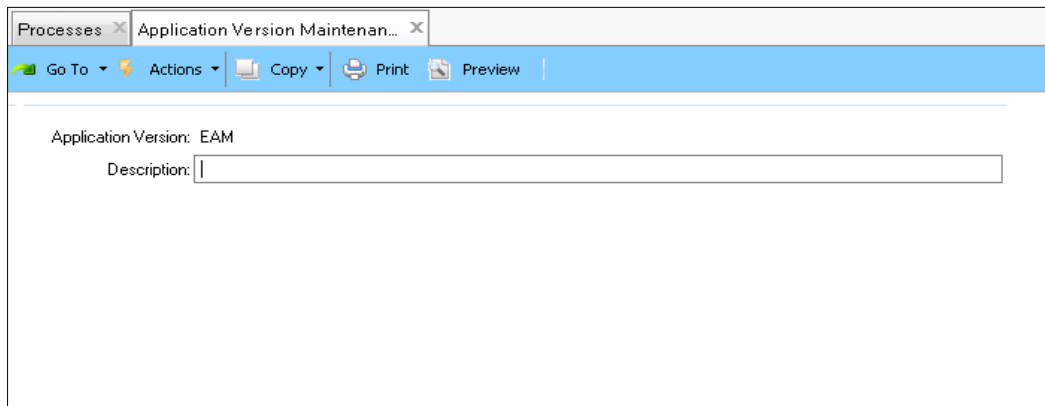 Processes Application Version Maintenan...
Go To Actions Copy Print Preview
Application Version: EAM
Description: